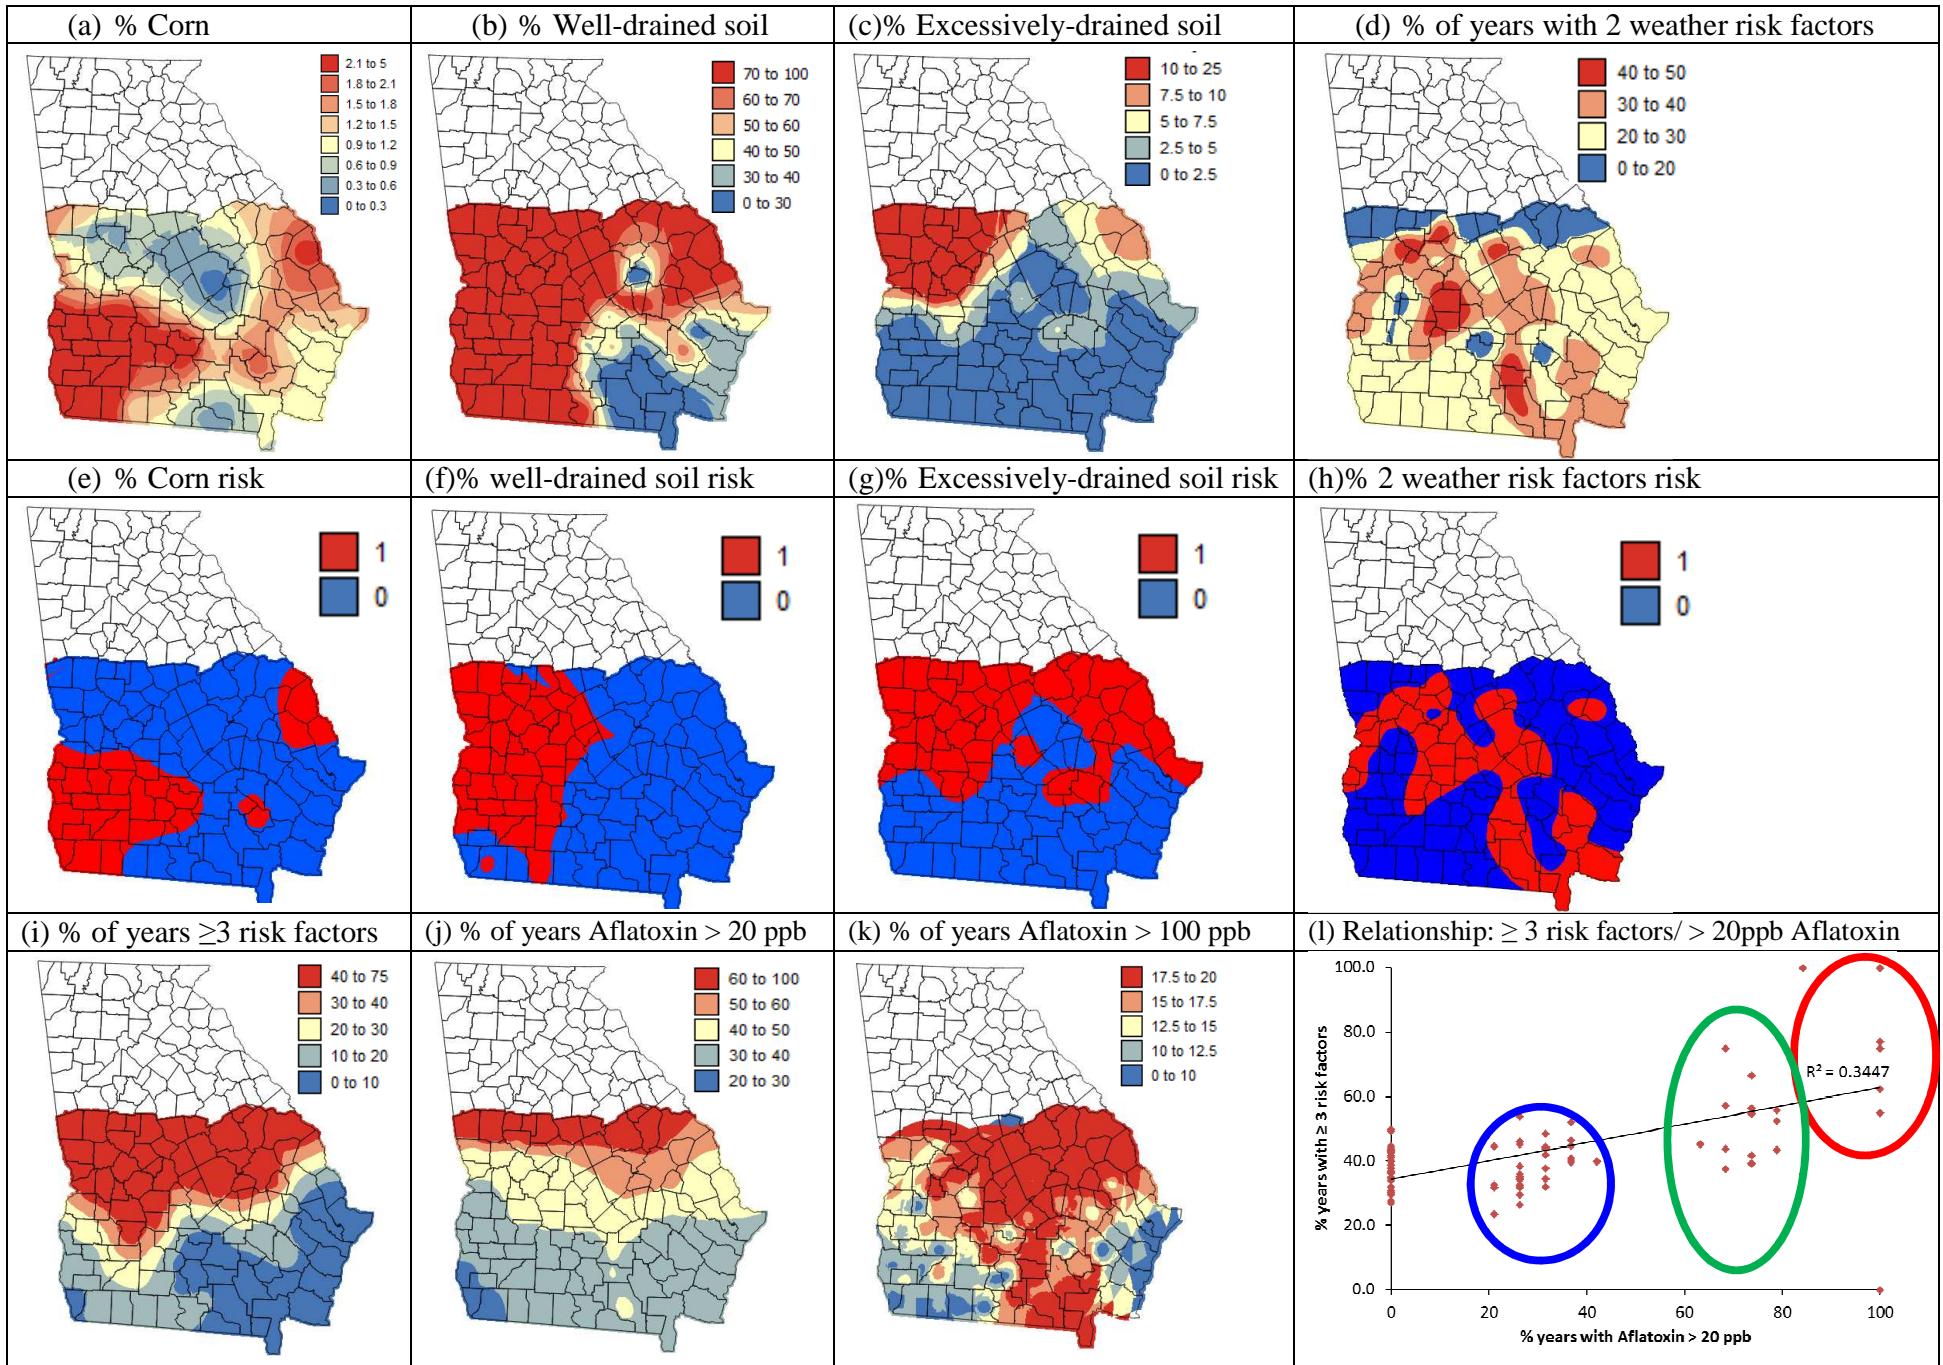 (a) % Corn
(b) % Well-drained soil
(c)% Excessively-drained soil
(d) % of years with 2 weather risk factors
2.1 to 5
1.8 to 2.1
1.5 to 1.8
1.2 to 1.5
0.9 to 1.2
0.6 to 0.9
0.3 to 0.6
0 to 0.3
70 to 100
60 to 70
50 to 60
40 to 50
30 to 40
0 to 30
10 to 25
7.5 to 10
5 to 7.5
2.5 to 5
0 to 2.5
40 to 50
30 to 40
20 to 30
0 to 20
(e) % Corn risk
(f)% well-drained soil risk
(g)% Excessively-drained soil risk
(h)% 2 weather risk factors risk
1
0
1
0
1
0
1
0
(i) % of years ≥3 risk factors
(j) % of years Aflatoxin > 20 ppb
(k) % of years Aflatoxin > 100 ppb
(l) Relationship: ≥ 3 risk factors/ > 20ppb Aflatoxin
40 to 75
30 to 40
20 to 30
10 to 20
0 to 10
60 to 100
50 to 60
40 to 50
30 to 40
20 to 30
17.5 to 20
15 to 17.5
12.5 to 15
10 to 12.5
0 to 10
% years with ≥ 3 risk factors
100.0
80.0
60.0
40.0
20.0
0.0
R² = 0.3447
0
20
40
60
80
100
% years with Aflatoxin > 20 ppb